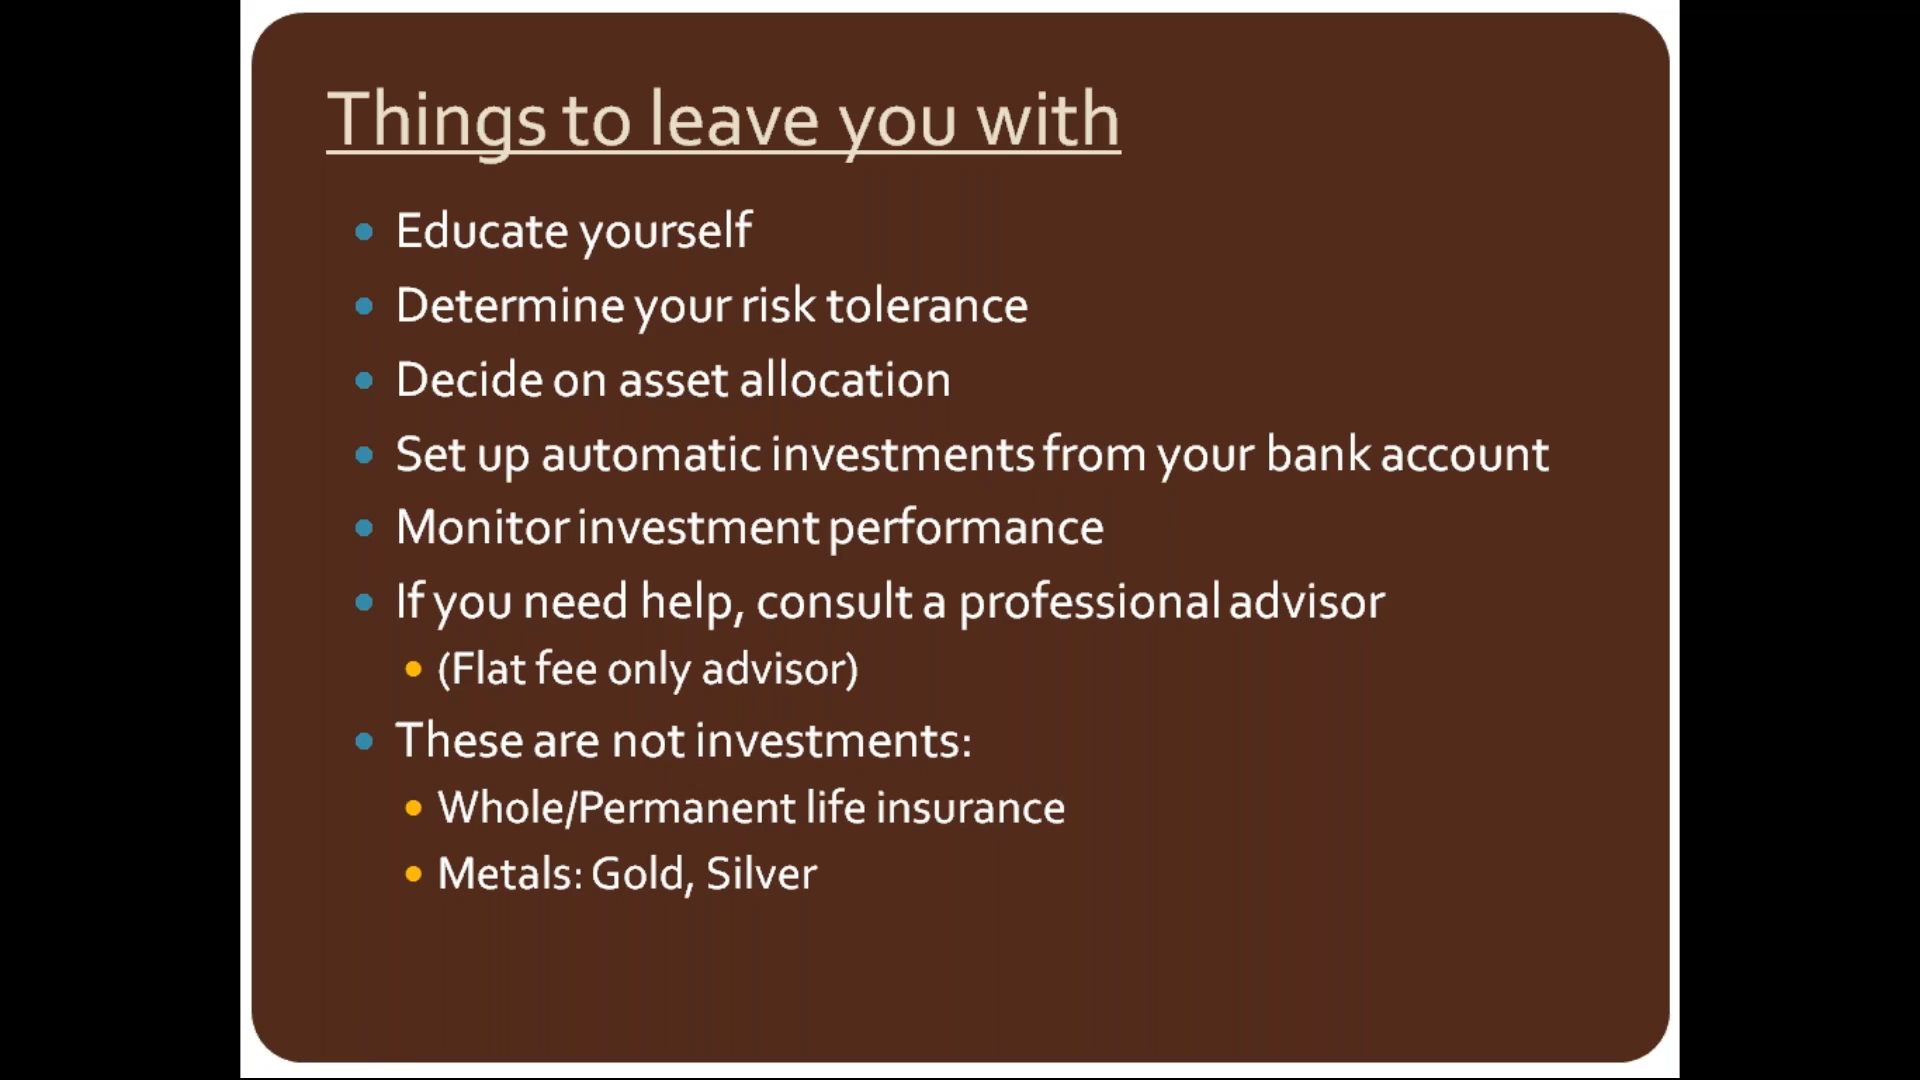 Things to leave you with
Educate yourself
Determine your risk tolerance
Decide on asset allocation
Set up automatic investments from your bank account
Monitor investment performance
If you need help, consult a professional advisor
(Flat fee only advisor)
These are not investments:
Whole/Permanent life insurance
Metals: Gold, Silver